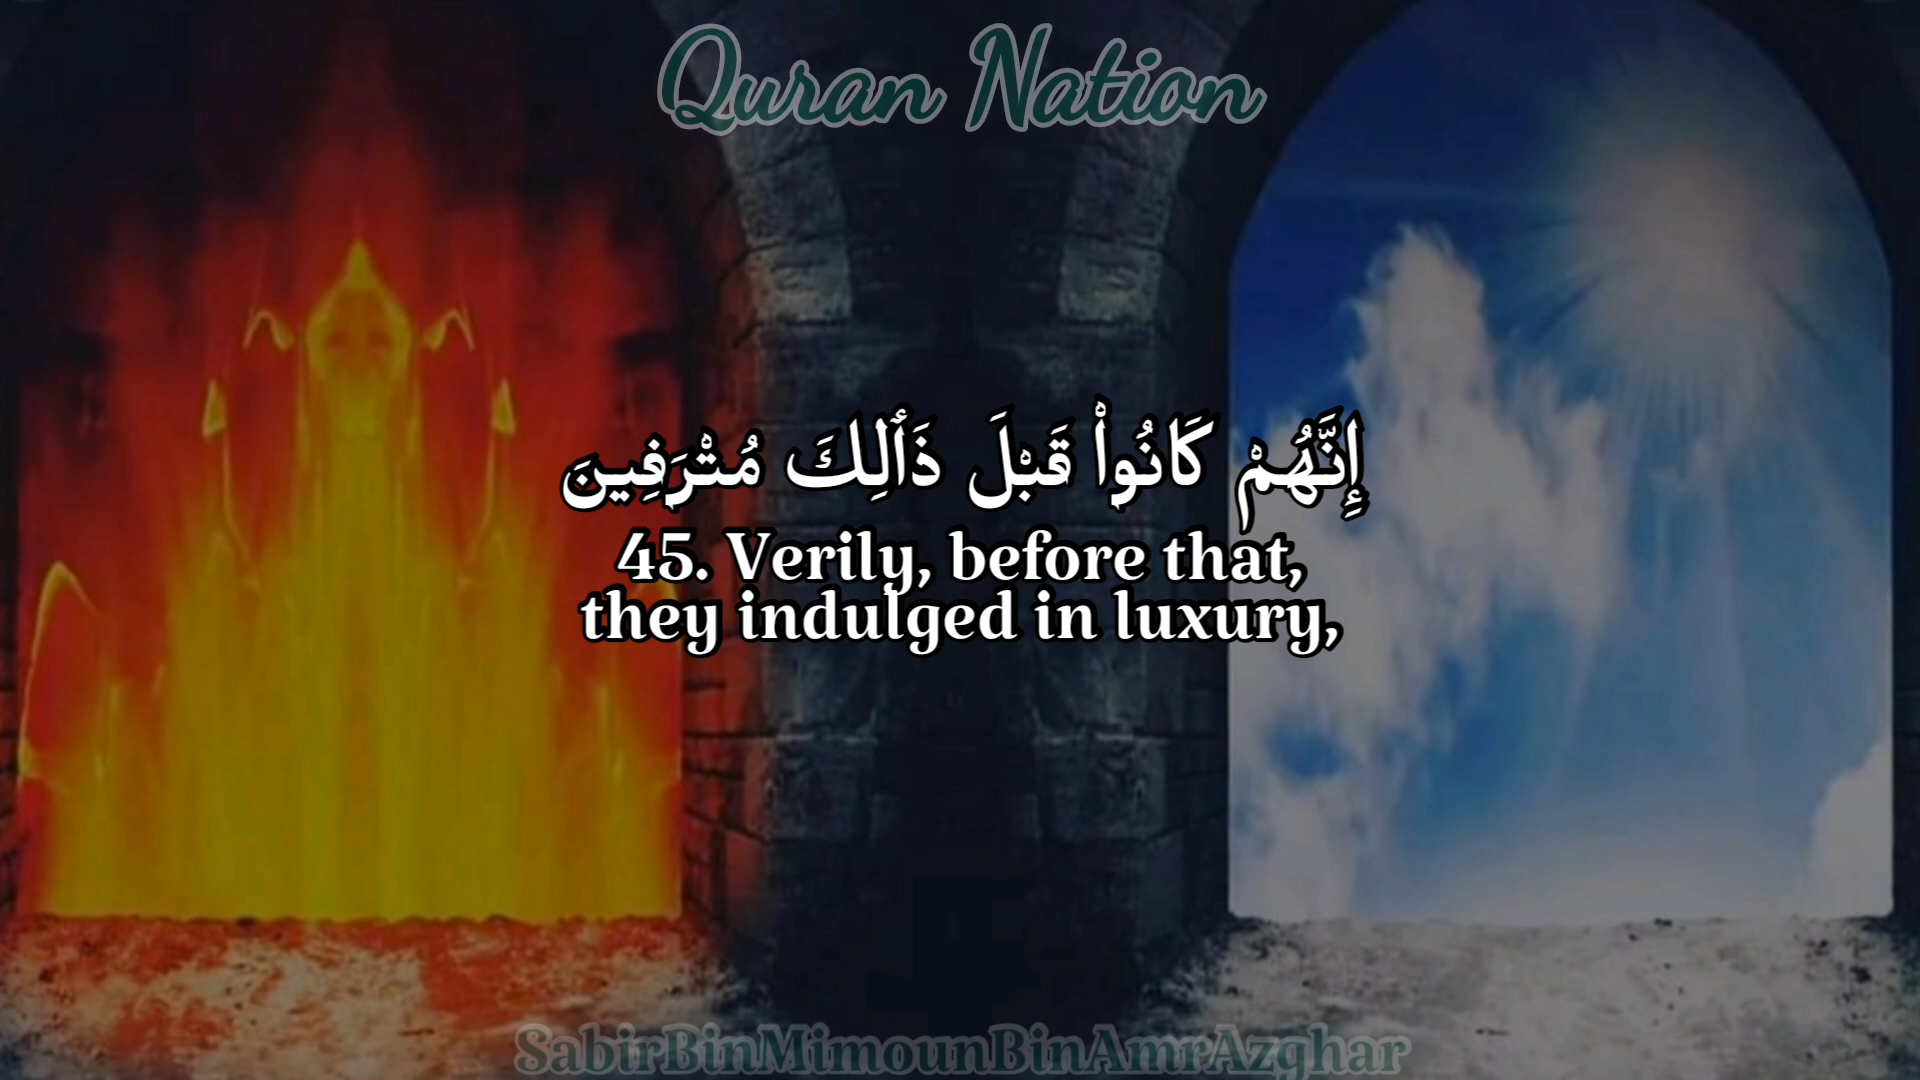 Quran Nation
إِنَّهُمْ كَانُوا۟ قَبْلَ ذَٰلِكَ مُتْرَفِينَ
45. Verily, before that,
they indulged in luxury,
SabirBinMimounBinAmrAzghar